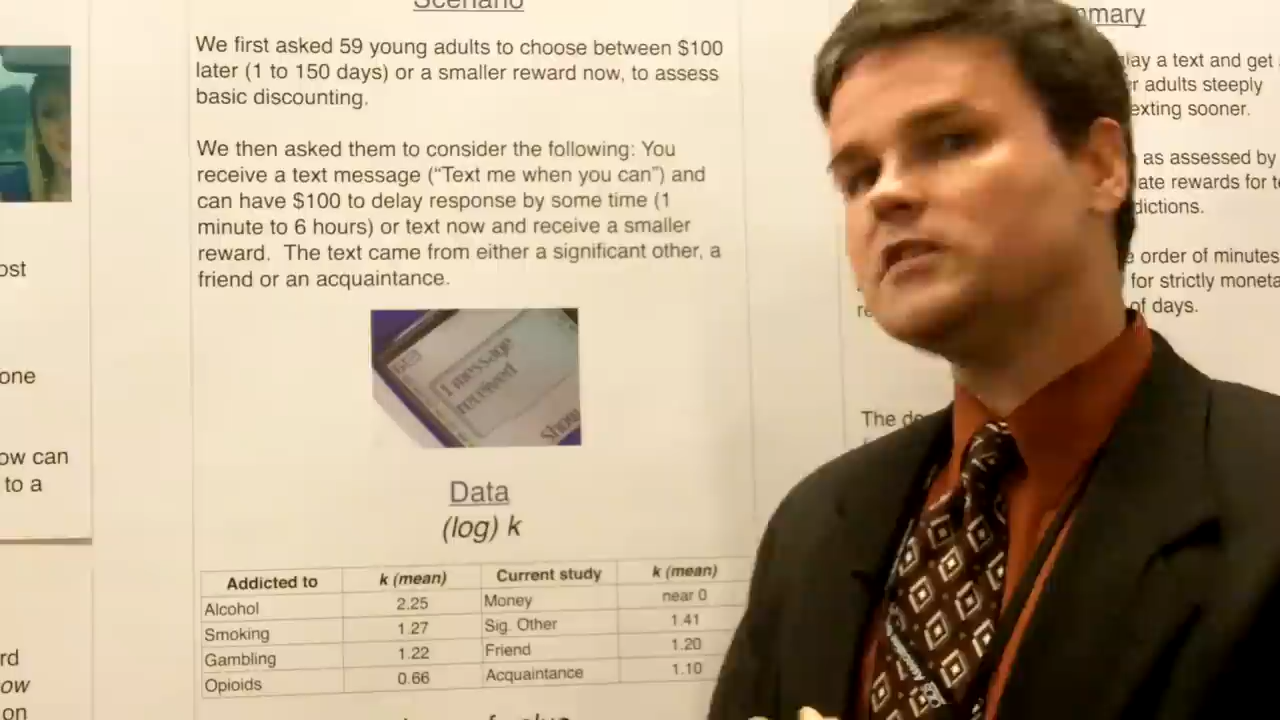 ost
one
ow can
to a
rd
ow
on
Scenario
We first asked 59 young adults to choose between $100
later (1 to 150 days) or a smaller reward now, to assess
basic discounting.
We then asked them to consider the following: You
receive a text message (“Text me when you can”) and
can have $100 to delay response by some time (1
minute to 6 hours) or text now and receive a smaller
reward. The text came from either a significant other, a
friend or an acquaintance.
1 message
received
show
Data
(log) k
Addicted to k (mean) Current study k (mean)
Alcohol 2.25 Money near 0
Smoking 1.27 Sig. Other 1.41
Gambling 1.22 Friend 1.20
Opioids 0.66 Acquaintance 1.10
mmary
lay a text and get
r adults steeply
exting sooner.
as assessed by
ate rewards for te
dictions.
e order of minutes
for strictly moneta
of days.
re
The de